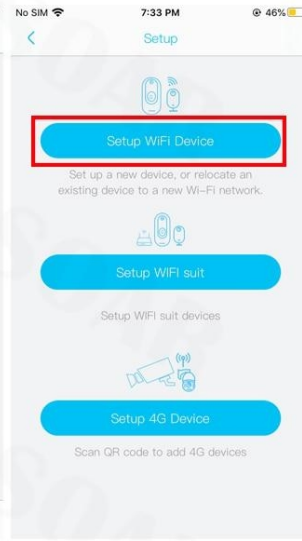 No SIM 7:33 PM 46%
Setup
Setup WiFi Device
Set up a new device, or relocate an
existing device to a new Wi-Fi network.
Setup WIFI suit
Setup WIFI suit devices
Setup 4G Device
Scan QR code to add 4G devices